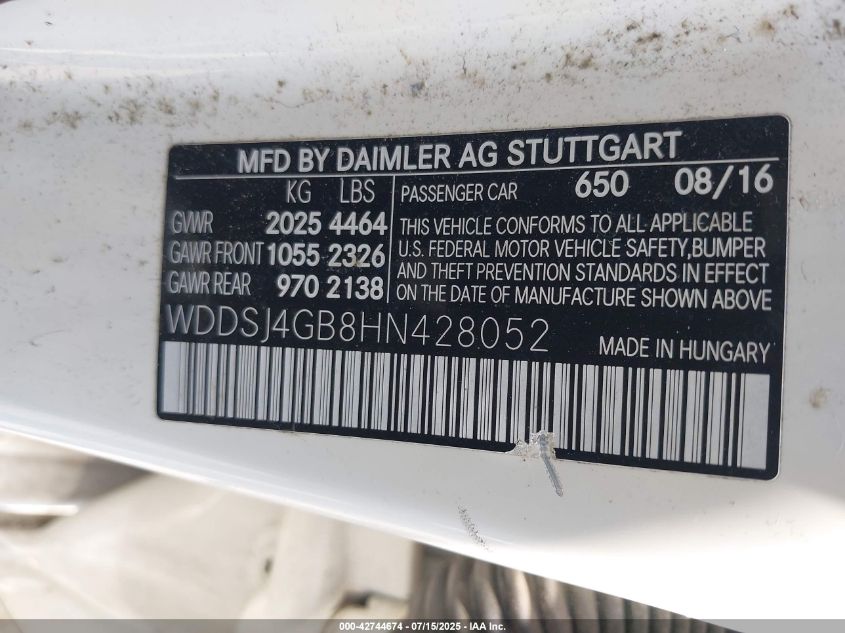 MFD BY DAIMLER AG STUTTGART
KG LBS
GVWR 2025 4464
GAWR FRONT 1055 2326
GAWR REAR 970 2138
PASSENGER CAR 650 08/16
THIS VEHICLE CONFORMS TO ALL APPLICABLE
U.S. FEDERAL MOTOR VEHICLE SAFETY,BUMPER
AND THEFT PREVENTION STANDARDS IN EFFECT
ON THE DATE OF MANUFACTURE SHOWN ABOVE
WDDSJ4GB8HN428052
MADE IN HUNGARY
000-42744674 - 07/15/2025 - IAA, Inc.